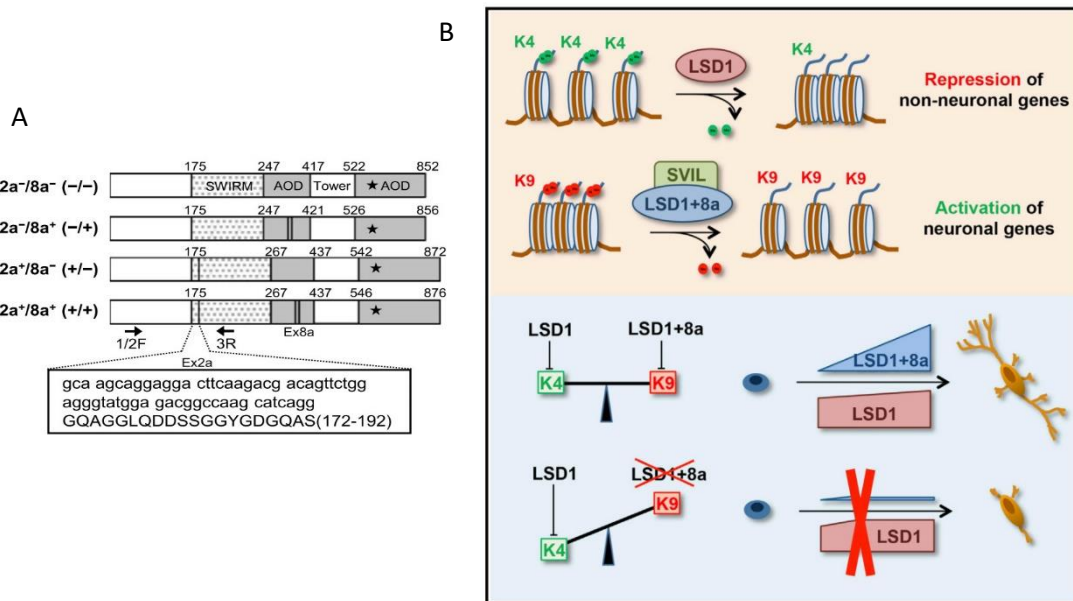 A
175 247 417 522 852
2a⁻/8a⁻ (−/−) SWIRM AOD Tower ★ AOD
175 247 421 526 856
2a⁻/8a⁺ (−/+) ★
175 267 437 542 872
2a⁺/8a⁻ (+/−) ★
175 267 437 546 876
2a⁺/8a⁺ (+/+) ★
Ex8a
1/2F 3R
Ex2a
gca agcaggagga cttcaagacg acagttctgg
agggtatgga gacggccaag catcagg
GQAGGLQDDSSGGYGDGQAS(172-192)
B
K4 K4 K4
LSD1
K4
Repression of
non-neuronal genes
K9
SVIL
LSD1+8a
K9 K9 K9
Activation of
neuronal genes
LSD1 LSD1+8a
K4 K9
LSD1+8a
LSD1
LSD1 LSD1+8a
K9
K4
LSD1